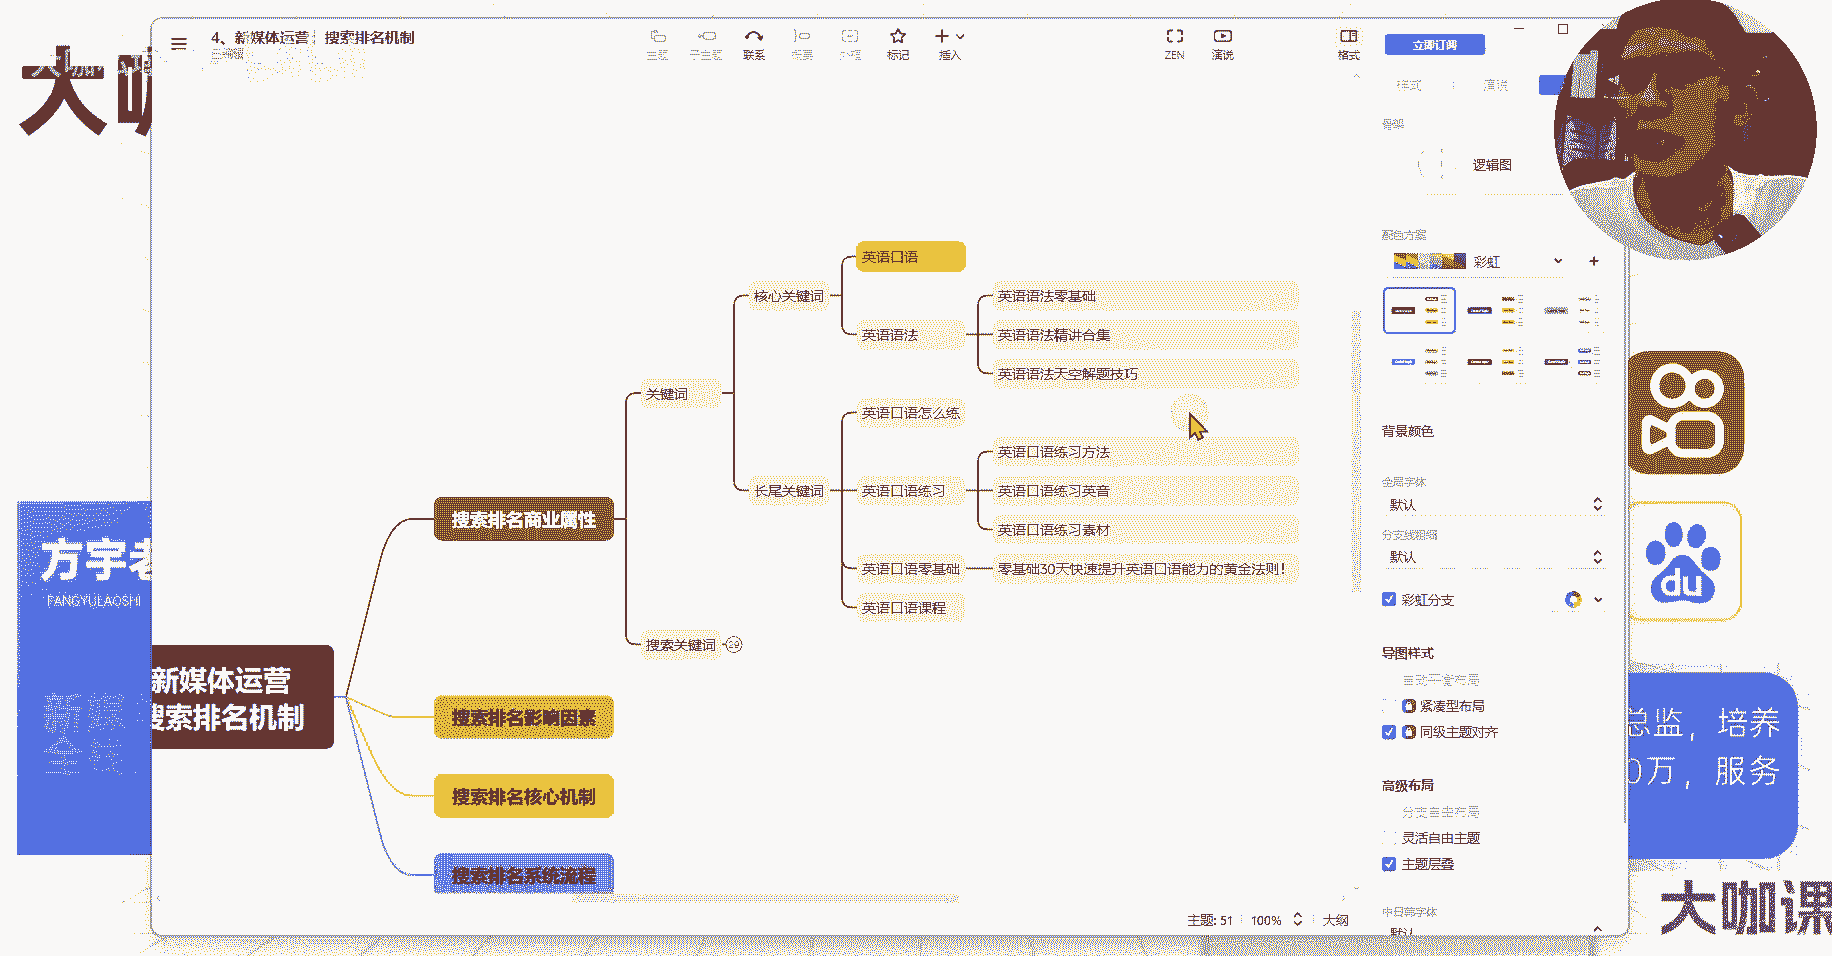 大咖
4、新媒体运营 | 搜索排名机制
已编辑
主题
子主题
联系
概要
外框
标记
插入
ZEN
演说
格式
立即订阅
样式
演说
骨架
逻辑图
配色方案
彩虹
背景颜色
全局字体
默认
分支线粗细
默认
彩虹分支
导图样式
自动平衡布局
紧凑型布局
同级主题对齐
高级布局
分支自由布局
灵活自由主题
主题层叠
中日韩字体
默认
新媒体运营
搜索排名机制
搜索排名商业属性
搜索排名影响因素
搜索排名核心机制
搜索排名系统流程
关键词
搜索关键词
核心关键词
长尾关键词
英语口语
英语语法
英语语法零基础
英语语法精讲合集
英语语法天空解题技巧
英语口语怎么练
英语口语练习
英语口语练习方法
英语口语练习英音
英语口语练习素材
英语口语零基础
零基础30天快速提升英语口语能力的黄金法则！
英语口语课程
主题: 51
100%
大纲
方宇老
FANGYULAOSHI
新媒
全栈
du
总监，培养
0万，服务
大咖课